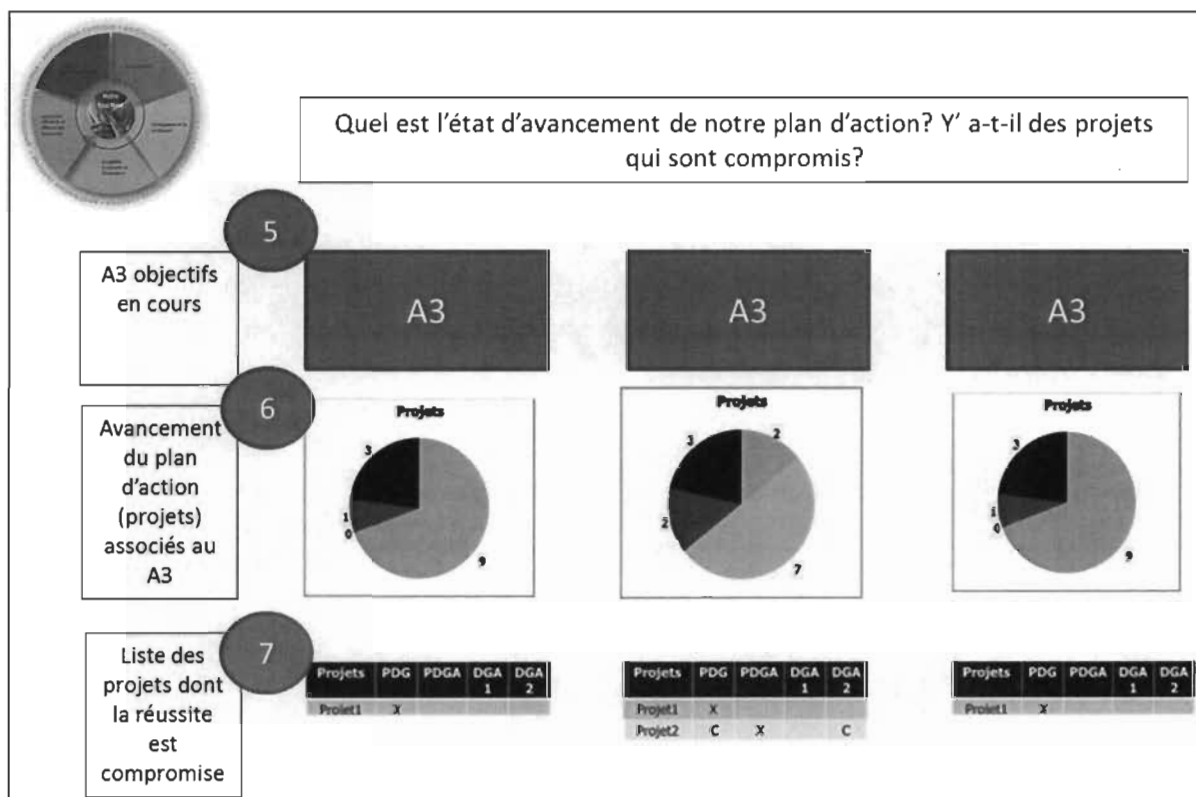 Quel est l'état d'avancement de notre plan d'action? Y' a-t-il des projets
qui sont compromis?
5
A3 objectifs
en cours
A3
A3
A3
6
Avancement
du plan
d'action
(projets)
associés au
A3
Projets
3
1
0
9
Projets
2
3
2
7
Projets
3
1
0
9
7
Liste des
projets dont
la réussite
est
compromise
Projets PDG PDGA DGA 1 DGA 2
Projet1 X
Projets PDG PDGA DGA 1 DGA 2
Projet1 X
Projet2 C X C
Projets PDG PDGA DGA 1 DGA 2
Projet1 X